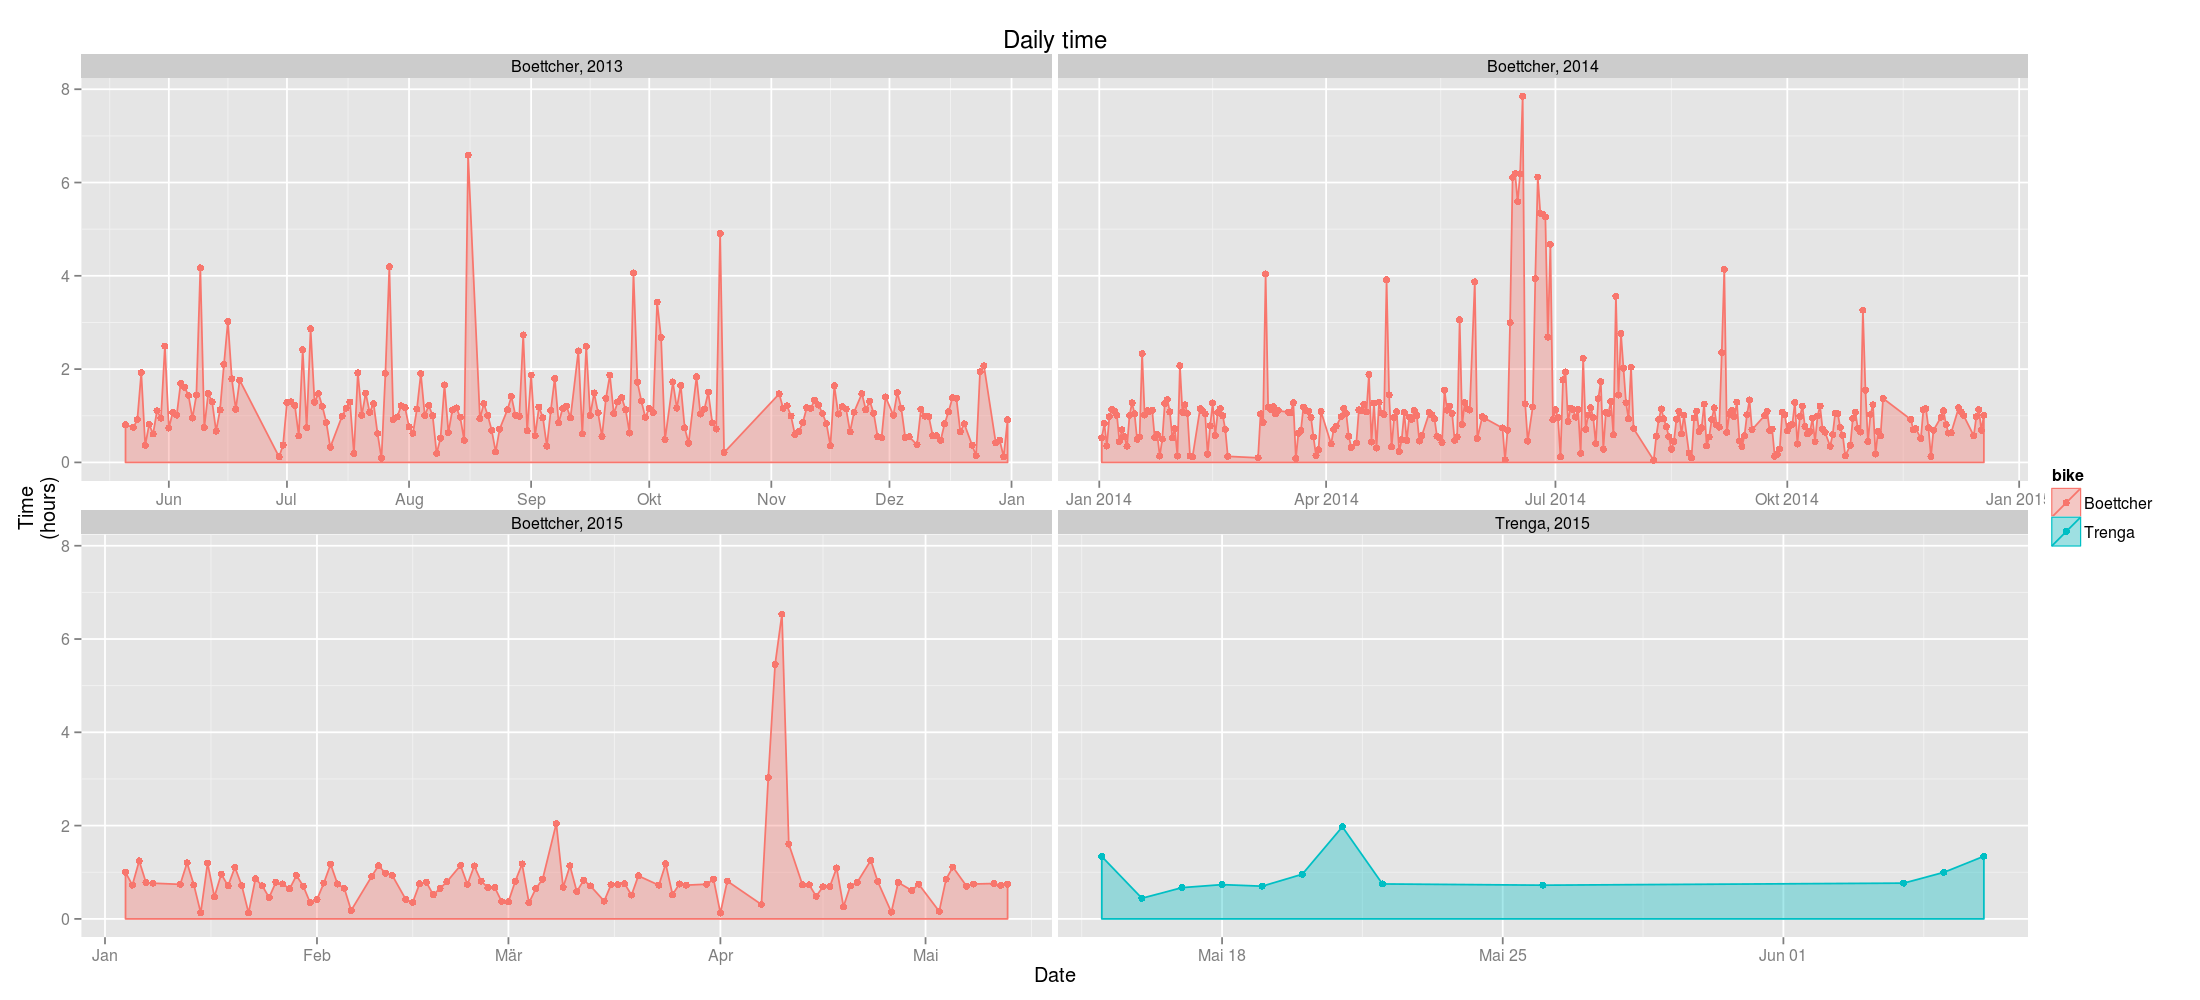 Daily time
Boettcher, 2013
Boettcher, 2014
8
6
4
2
0
Jun Jul Aug Sep Okt Nov Dez Jan
Jan 2014 Apr 2014 Jul 2014 Okt 2014 Jan 201
Time
(hours)
Boettcher, 2015
Trenga, 2015
8
6
4
2
0
Jan Feb Mär Apr Mai
Mai 18 Mai 25 Jun 01
Date
bike
Boettcher
Trenga